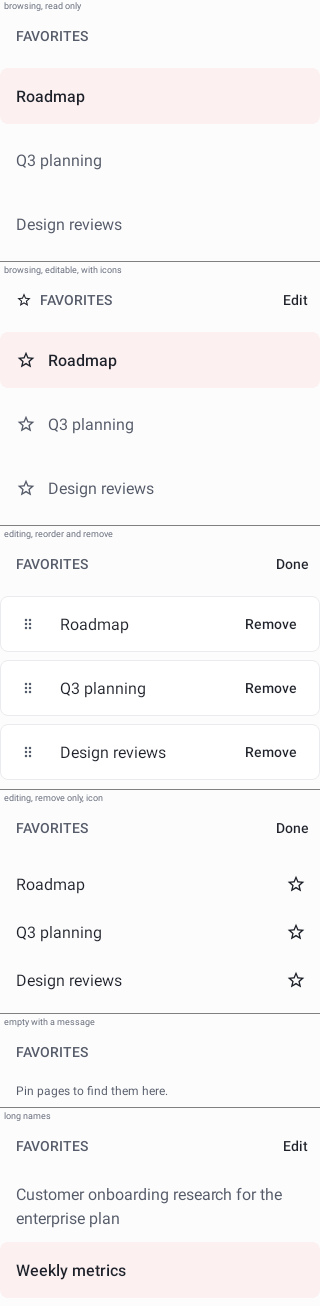 browsing, read only
FAVORITES
Roadmap
Q3 planning
Design reviews
browsing, editable, with icons
FAVORITES Edit
Roadmap
Q3 planning
Design reviews
editing, reorder and remove
FAVORITES Done
Roadmap Remove
Q3 planning Remove
Design reviews Remove
editing, remove only, icon
FAVORITES Done
Roadmap
Q3 planning
Design reviews
empty with a message
FAVORITES
Pin pages to find them here.
long names
FAVORITES Edit
Customer onboarding research for the
enterprise plan
Weekly metrics